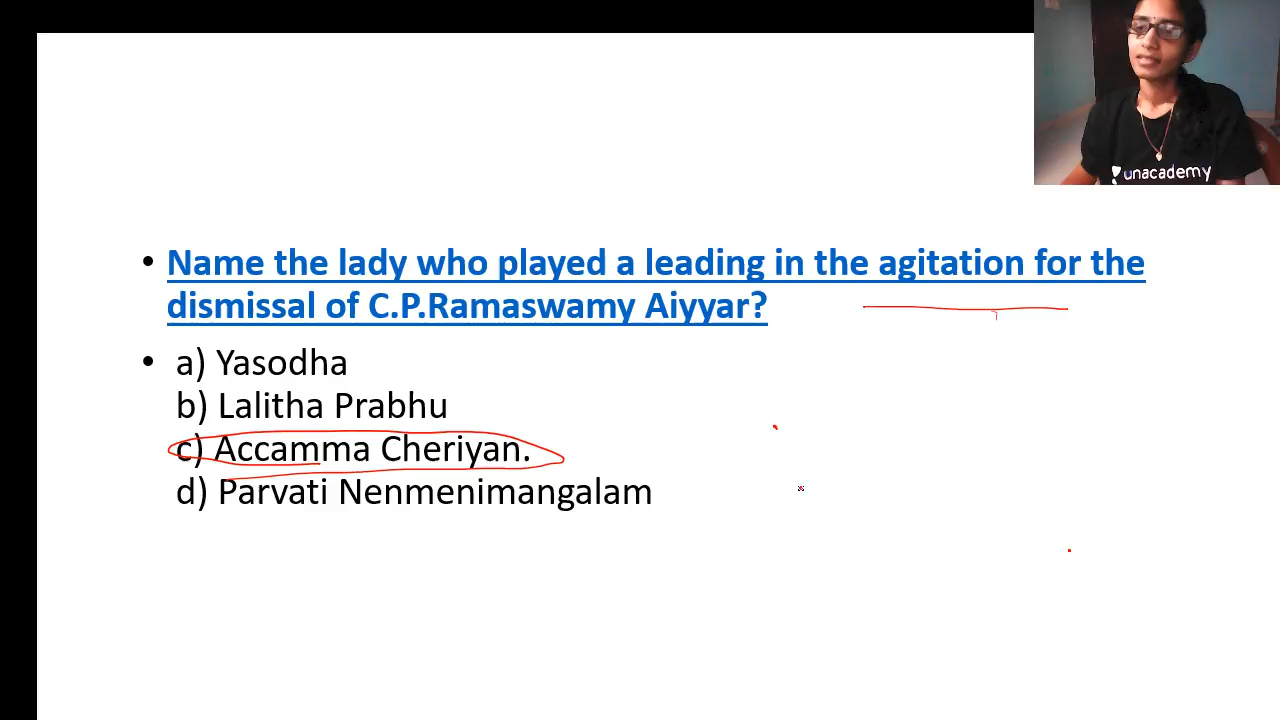 unacademy
• Name the lady who played a leading in the agitation for the
dismissal of C.P.Ramaswamy Aiyyar?
• a) Yasodha
b) Lalitha Prabhu
c) Accamma Cheriyan.
d) Parvati Nenmenimangalam